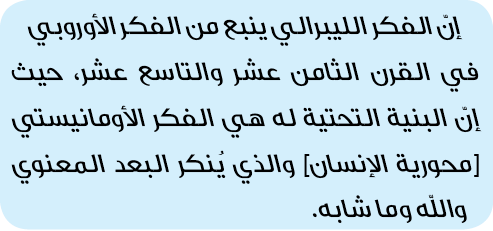 إنّ الفكر الليبرالي ينبع من الفكر الأوروبي
في القرن الثامن عشر والتاسع عشر، حيث
إنّ البنية التحتية له هي الفكر الأومانيستي
[محورية الإنسان] والذي يُنكر البعد المعنوي
واللّه وما شابه.